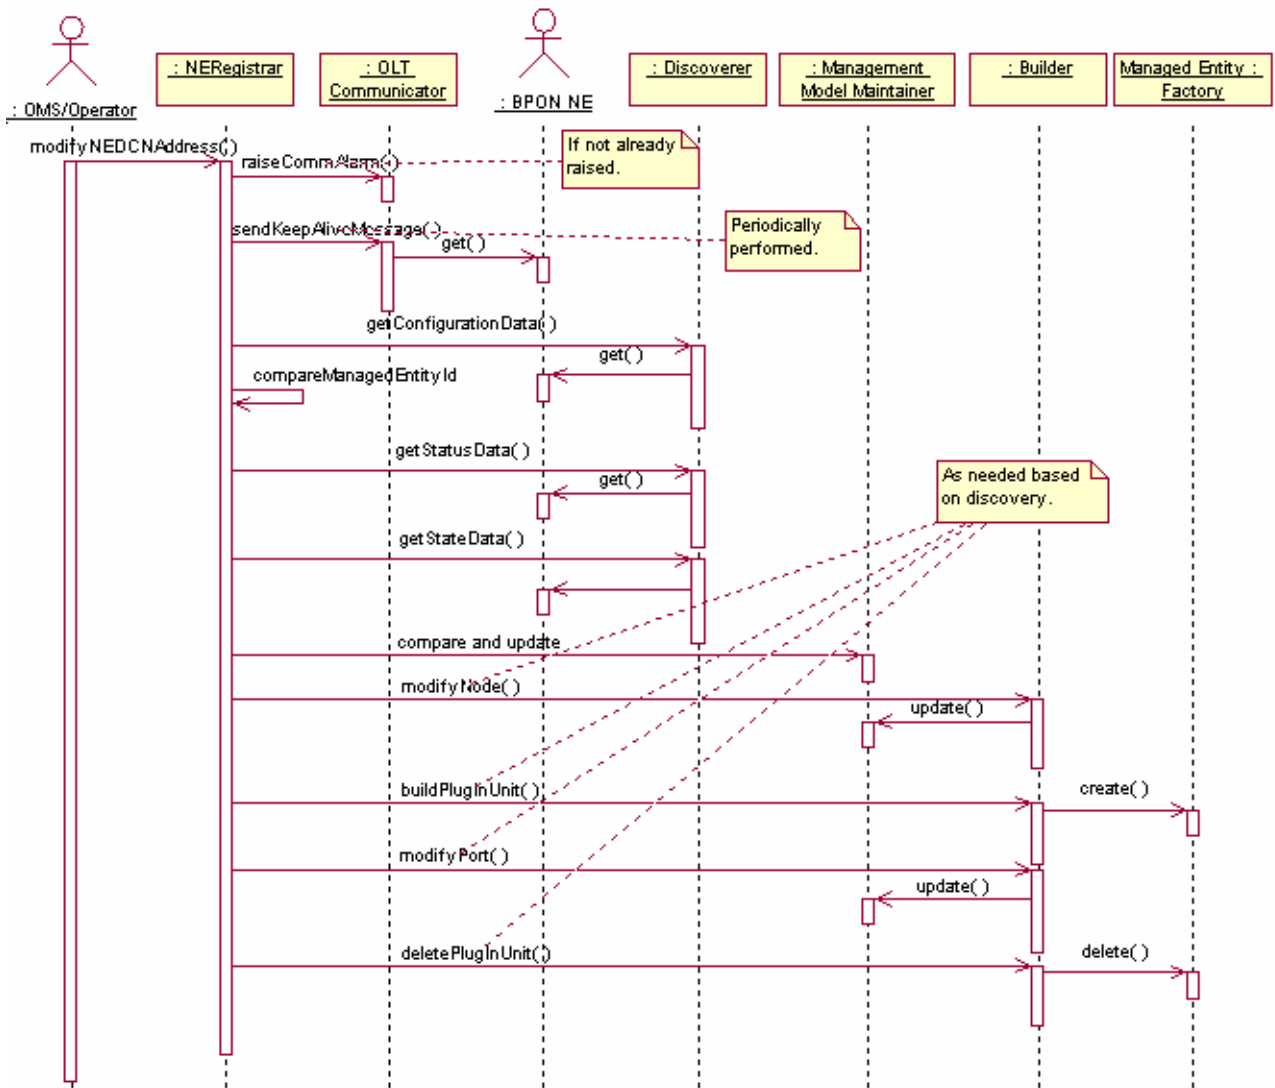 : OMS/Operator
: NERegistrar
: OLT
Communicator
: BPON NE
: Discoverer
: Management
Model Maintainer
: Builder
Managed Entity :
Factory
modifyNEDCNAddress( )
If not already
raised.
raiseCommAlarm( )
Periodically
performed.
sendKeepAliveMessage( )
get( )
getConfigurationData( )
get( )
compareManagedEntityId
getStatusData( )
get( )
As needed based
on discovery.
getStateData( )
compare and update
modifyNode( )
update( )
buildPlugInUnit( )
create( )
modifyPort( )
update( )
deletePlugInUnit( )
delete( )